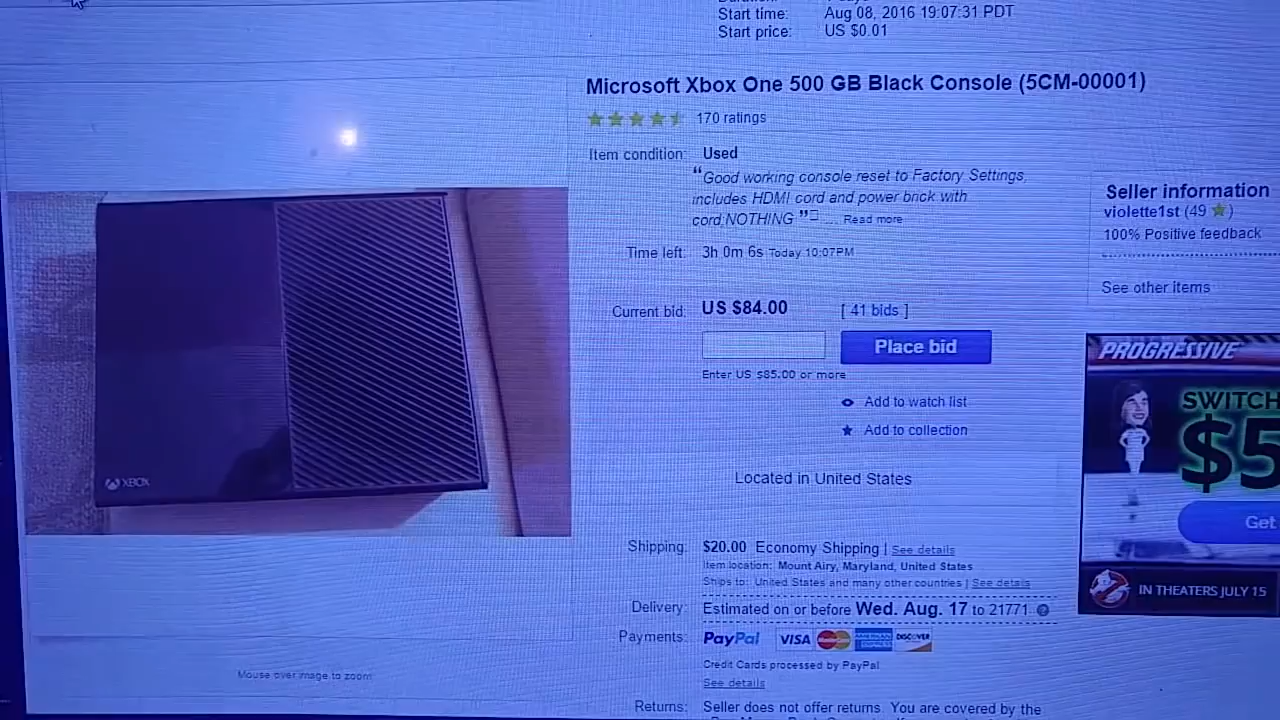 Start time: Aug 08, 2016 19:07:31 PDT
Start price: US $0.01
Microsoft Xbox One 500 GB Black Console (5CM-00001)
170 ratings
Item condition: Used
“Good working console reset to Factory Settings,
includes HDMI cord and power brick with
cord,NOTHING ” ... Read more
Time left: 3h 0m 6s Today 10:07PM
Current bid: US $84.00 [ 41 bids ]
Place bid
Enter US $85.00 or more
Add to watch list
Add to collection
Located in United States
Shipping: $20.00 Economy Shipping | See details
Item location: Mount Airy, Maryland, United States
Ships to: United States and many other countries | See details
Delivery: Estimated on or before Wed. Aug. 17 to 21771
Payments: PayPal VISA MasterCard AMERICAN EXPRESS DISCOVER
Credit Cards processed by PayPal
See details
Returns: Seller does not offer returns. You are covered by the
Seller information
violette1st (49 )
100% Positive feedback
See other items
PROGRESSIVE
SWITCH
$5
Get
IN THEATERS JULY 15
XBOX
Mouse over image to zoom